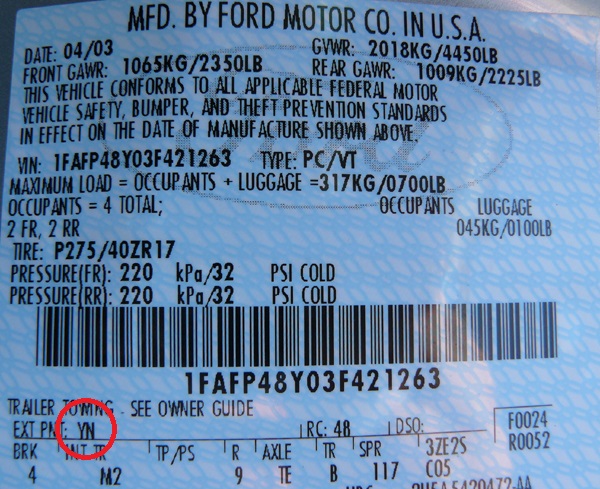 MFD. BY FORD MOTOR CO. IN U.S.A.
DATE: 04/03 GVWR: 2018KG/4450LB
FRONT GAWR: 1065KG/2350LB REAR GAWR: 1009KG/2225LB
THIS VEHICLE CONFORMS TO ALL APPLICABLE FEDERAL MOTOR
VEHICLE SAFETY, BUMPER, AND THEFT PREVENTION STANDARDS
IN EFFECT ON THE DATE OF MANUFACTURE SHOWN ABOVE.
VIN: 1FAFP48Y03F421263 TYPE: PC/VT
MAXIMUM LOAD = OCCUPANTS + LUGGAGE =317KG/0700LB
OCCUPANTS = 4 TOTAL; OCCUPANTS LUGGAGE
2 FR, 2 RR 045KG/0100LB
TIRE: P275/40ZR17
PRESSURE(FR): 220 kPa/32 PSI COLD
PRESSURE(RR): 220 kPa/32 PSI COLD
1FAFP48Y03F421263
TRAILER TOWING - SEE OWNER GUIDE
EXT PNT: YN RC: 48 DSO: F0024
R0052
BRK INT TR TP/PS R AXLE TR SPR 3ZE2S
4 M2 9 TE B 117 C05